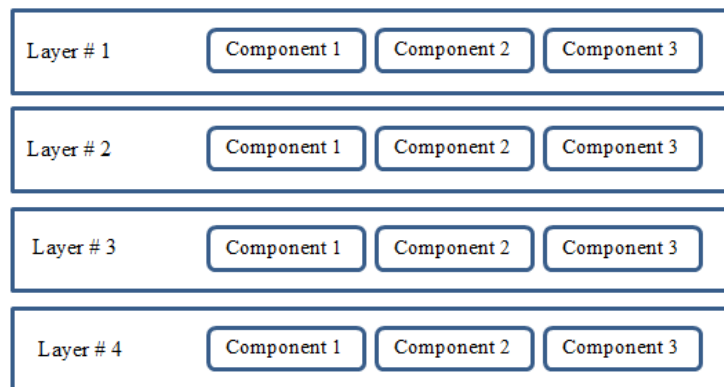 Layer # 1 Component 1 Component 2 Component 3
Layer # 2 Component 1 Component 2 Component 3
Layer # 3 Component 1 Component 2 Component 3
Layer # 4 Component 1 Component 2 Component 3